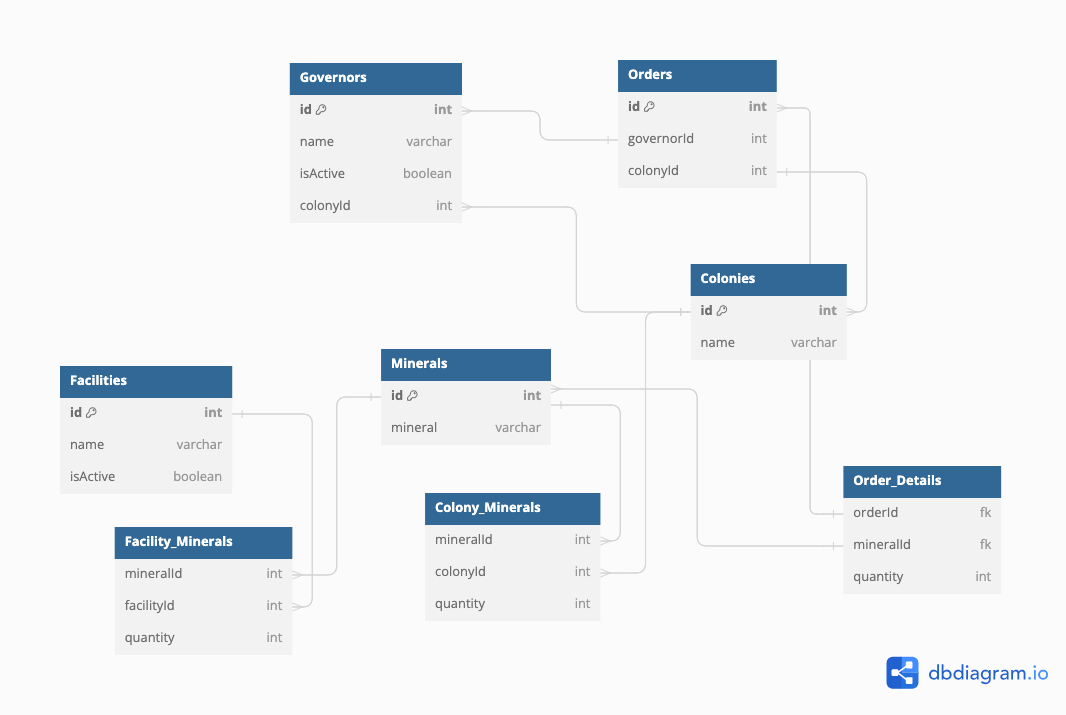 Governors
id int
name varchar
isActive boolean
colonyId int
Orders
id int
governorId int
colonyId int
Colonies
id int
name varchar
Minerals
id int
mineral varchar
Facilities
id int
name varchar
isActive boolean
Order_Details
orderId fk
mineralId fk
quantity int
Colony_Minerals
mineralId int
colonyId int
quantity int
Facility_Minerals
mineralId int
facilityId int
quantity int
dbdiagram.io